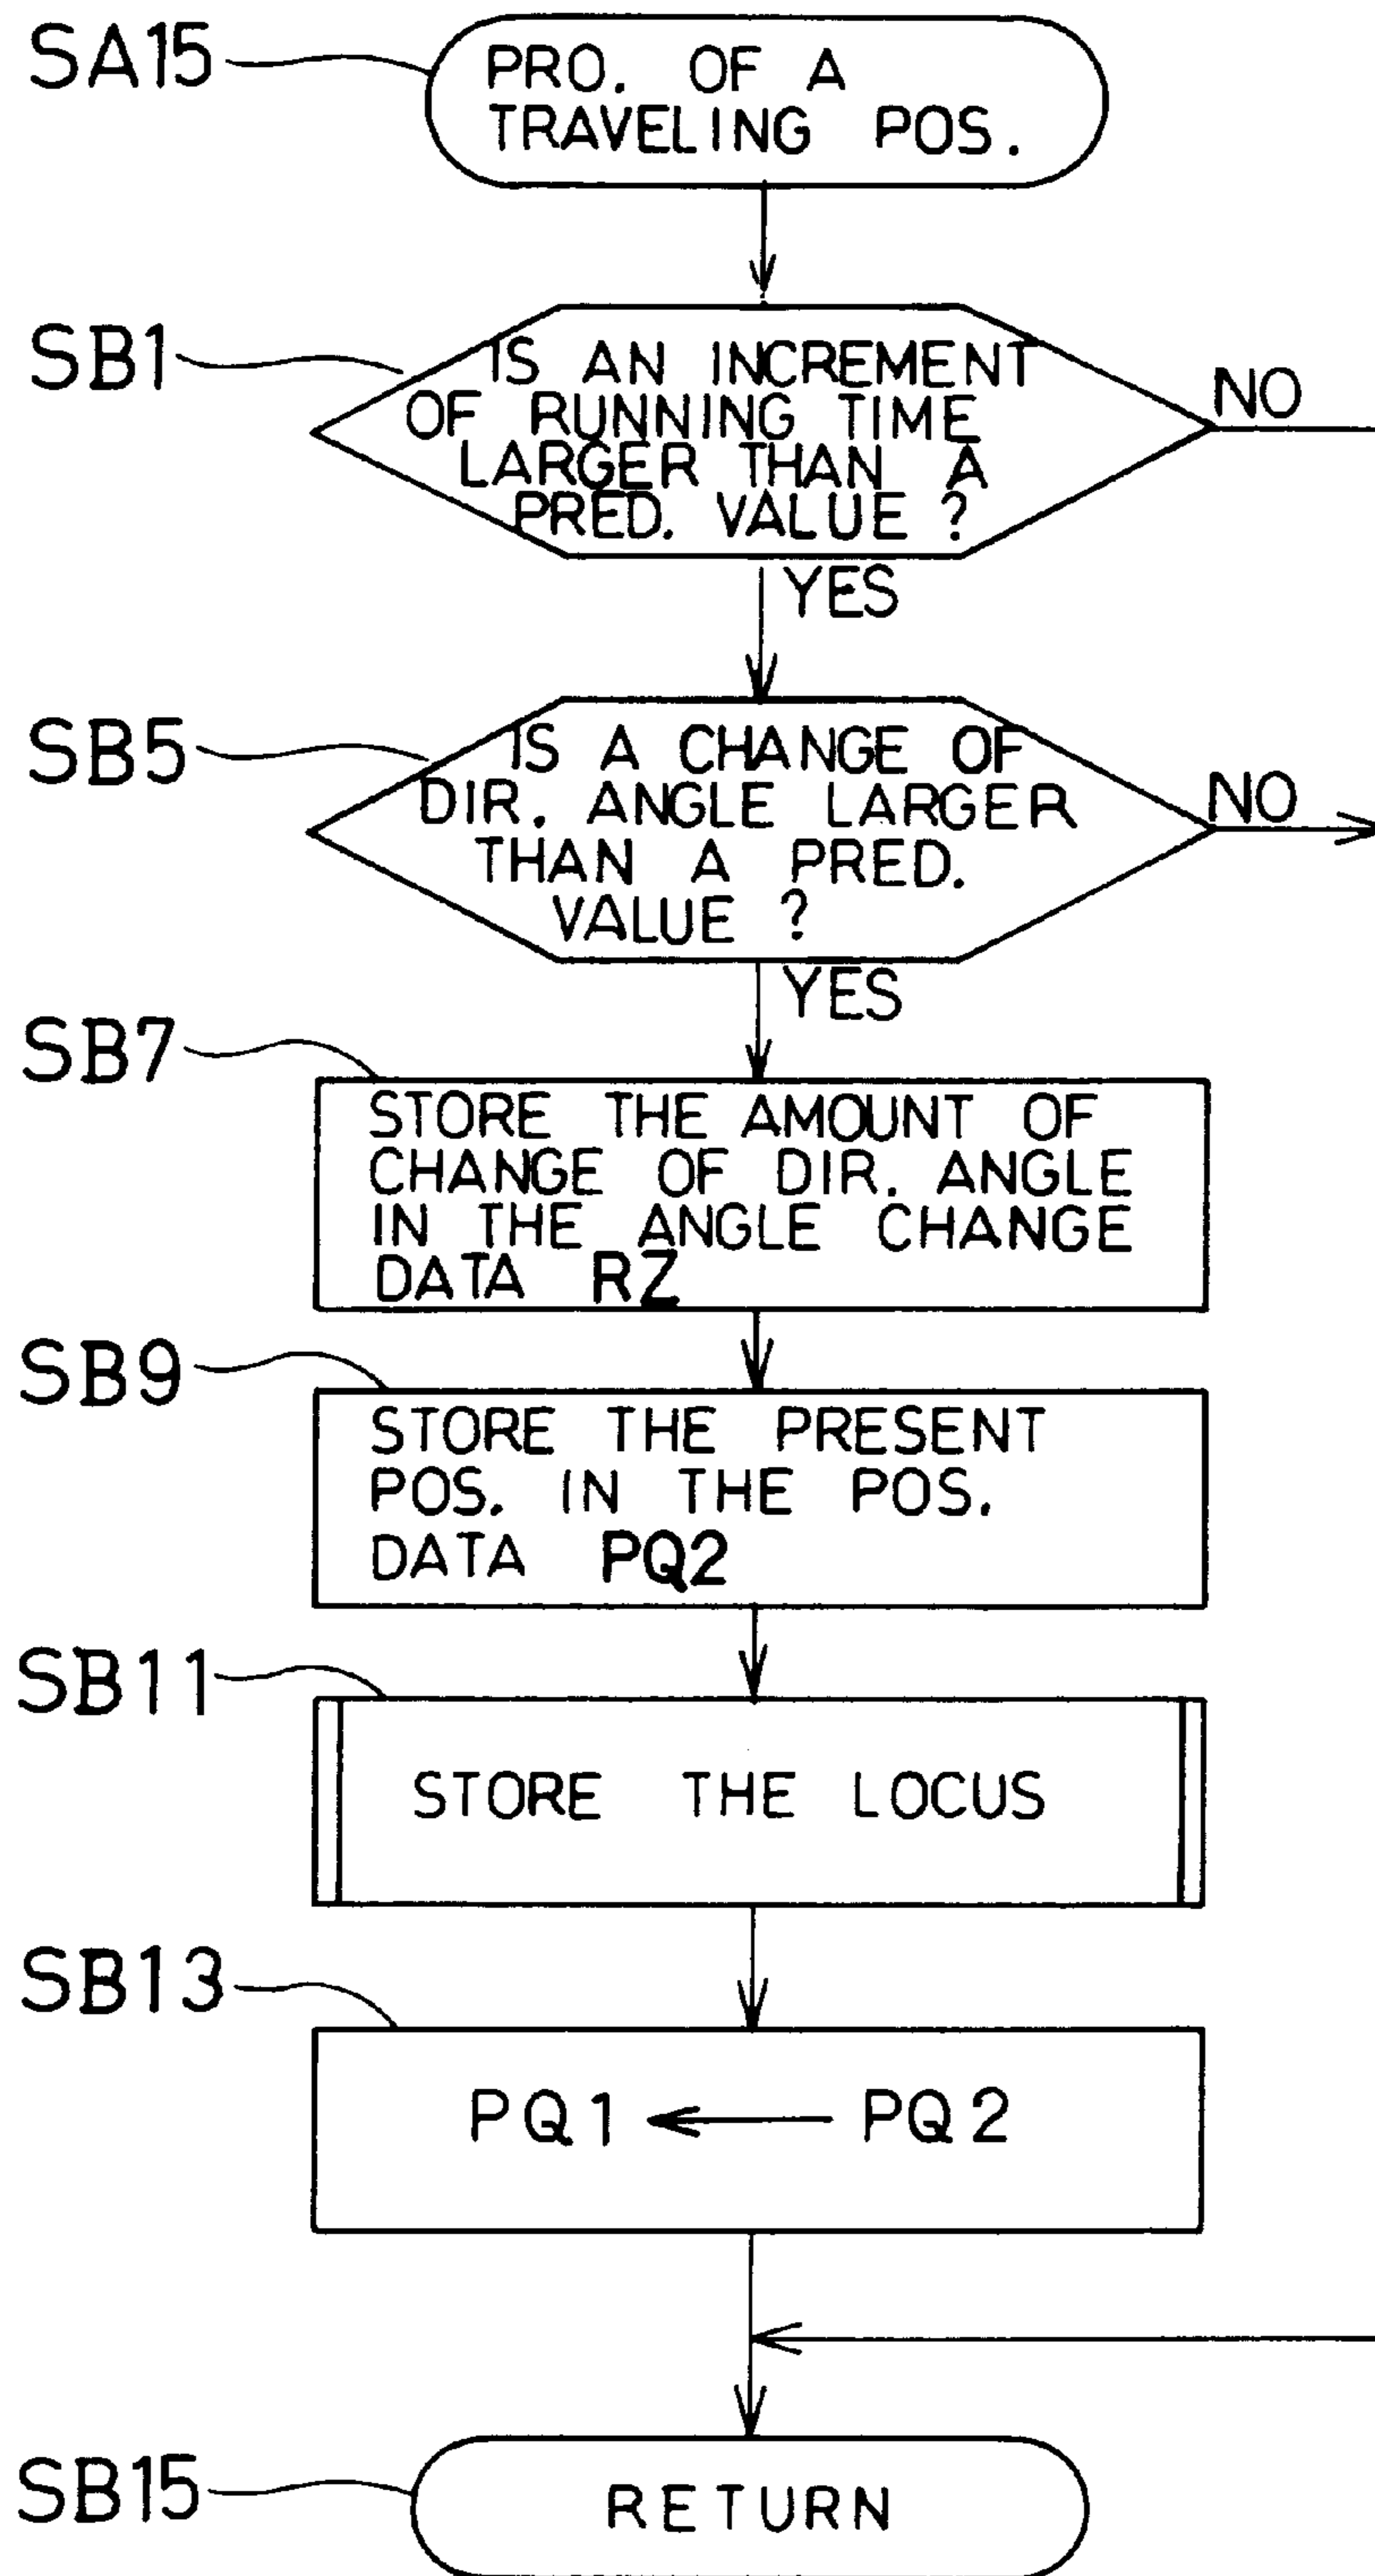 SA15
PRO. OF A
TRAVELING POS.
SB1
IS AN INCREMENT
OF RUNNING TIME
LARGER THAN A
PRED. VALUE ?
NO
YES
SB5
IS A CHANGE OF
DIR. ANGLE LARGER
THAN A PRED.
VALUE ?
NO
YES
SB7
STORE THE AMOUNT OF
CHANGE OF DIR. ANGLE
IN THE ANGLE CHANGE
DATA RZ
SB9
STORE THE PRESENT
POS. IN THE POS.
DATA PQ2
SB11
STORE THE LOCUS
SB13
PQ1 ← PQ2
SB15
RETURN